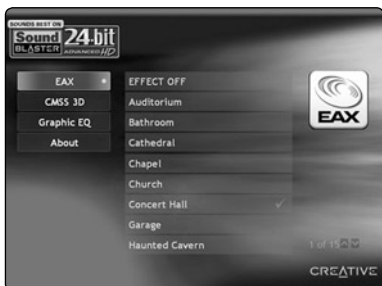 SOUNDS BEST ON
Sound BLASTER 24-bit ADVANCED HD
EAX
CMSS 3D
Graphic EQ
About
EFFECT OFF
Auditorium
Bathroom
Cathedral
Chapel
Church
Concert Hall
Garage
Haunted Cavern
EAX
1 of 15
CREATIVE